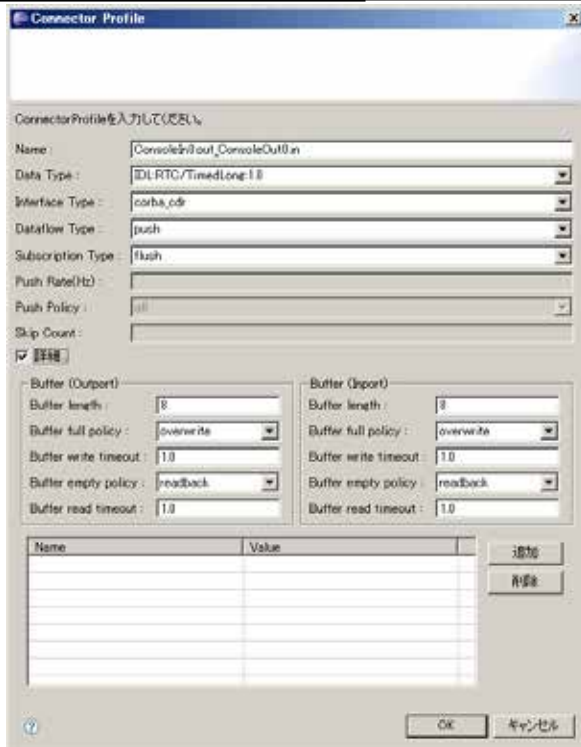 Connector Profile
ConnectorProfileを入力してください。
Name :
ConsoleIn0.out_ConsoleOut0.in
Data Type :
IDL:RTC/TimedLong:1.0
Interface Type :
corba_cdr
Dataflow Type :
push
Subscription Type :
flush
Push Rate(Hz) :
Push Policy :
all
Skip Count :
詳細
Buffer (Outport)
Buffer length :
8
Buffer full policy :
overwrite
Buffer write timeout :
1.0
Buffer empty policy :
readback
Buffer read timeout :
1.0
Buffer (Inport)
Buffer length :
8
Buffer full policy :
overwrite
Buffer write timeout :
1.0
Buffer empty policy :
readback
Buffer read timeout :
1.0
Name Value
追加
削除
OK キャンセル